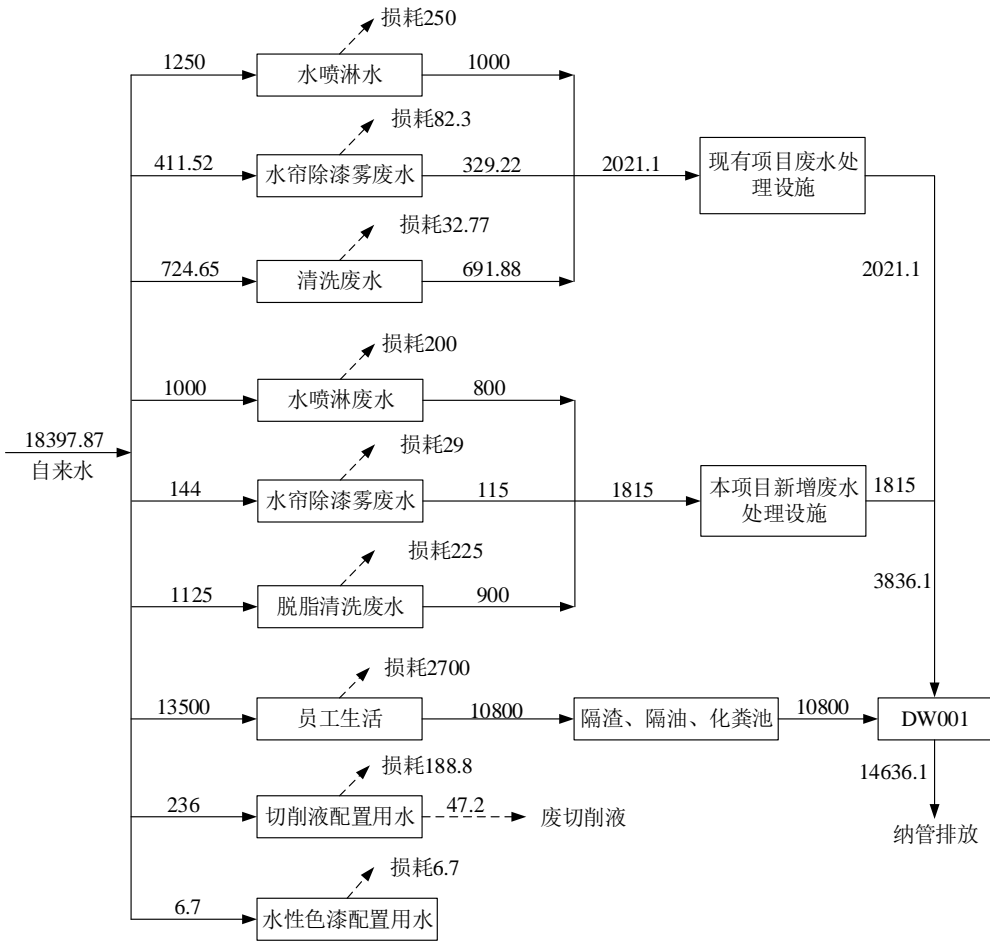 损耗250
1250
水喷淋水
1000
损耗82.3
411.52
水帘除漆雾废水
329.22
2021.1
现有项目废水处
理设施
损耗32.77
724.65
清洗废水
691.88
2021.1
损耗200
1000
水喷淋废水
800
18397.87
自来水
损耗29
144
水帘除漆雾废水
115
1815
本项目新增废水
处理设施
1815
损耗225
1125
脱脂清洗废水
900
3836.1
损耗2700
13500
员工生活
10800
隔渣、隔油、化粪池
10800
DW001
损耗188.8
236
切削液配置用水
47.2
废切削液
14636.1
纳管排放
损耗6.7
6.7
水性色漆配置用水